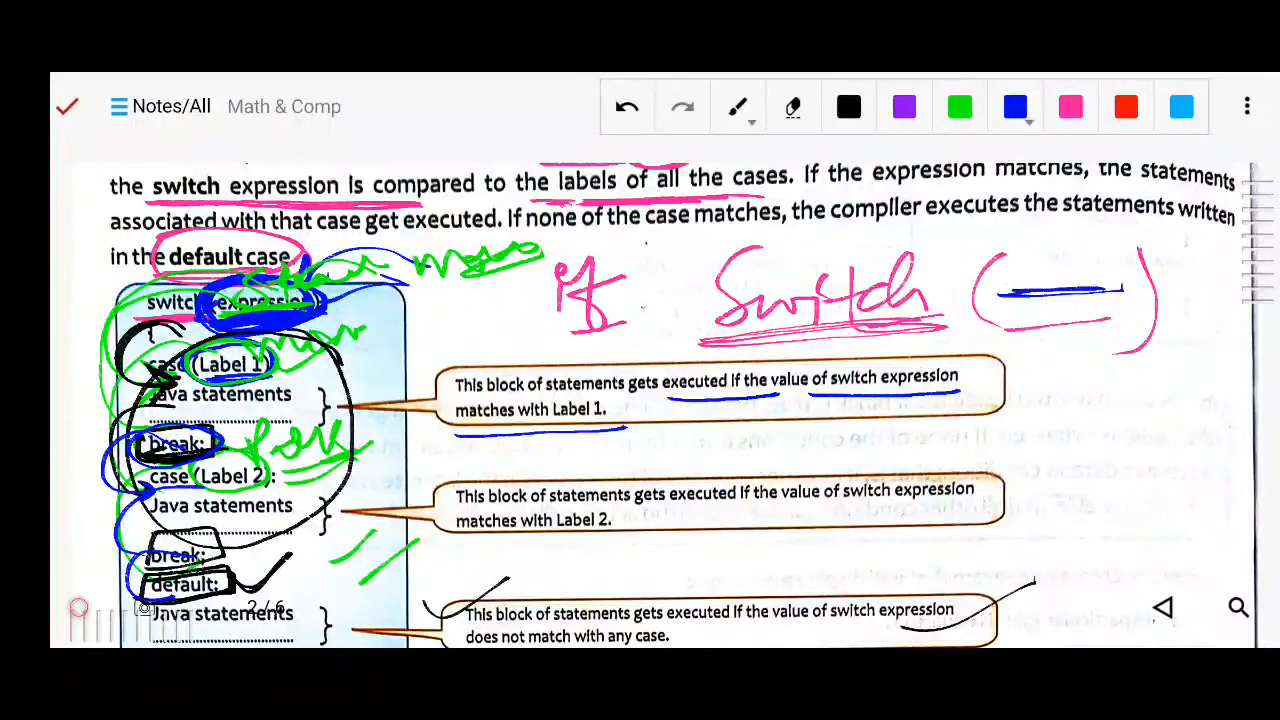 Notes/All Math & Comp
the switch expression is compared to the labels of all the cases. If the expression matches, the statements
associated with that case get executed. If none of the case matches, the compiler executes the statements written
in the default case
If Switch ( )
switch (expression)
{
case (Label 1)
Java statements
This block of statements gets executed if the value of switch expression
matches with Label 1.
}
break;
case (Label 2):
Java statements
This block of statements gets executed if the value of switch expression
matches with Label 2.
}
break;
default:
2 / 6
Java statements
This block of statements gets executed if the value of switch expression
does not match with any case.
}